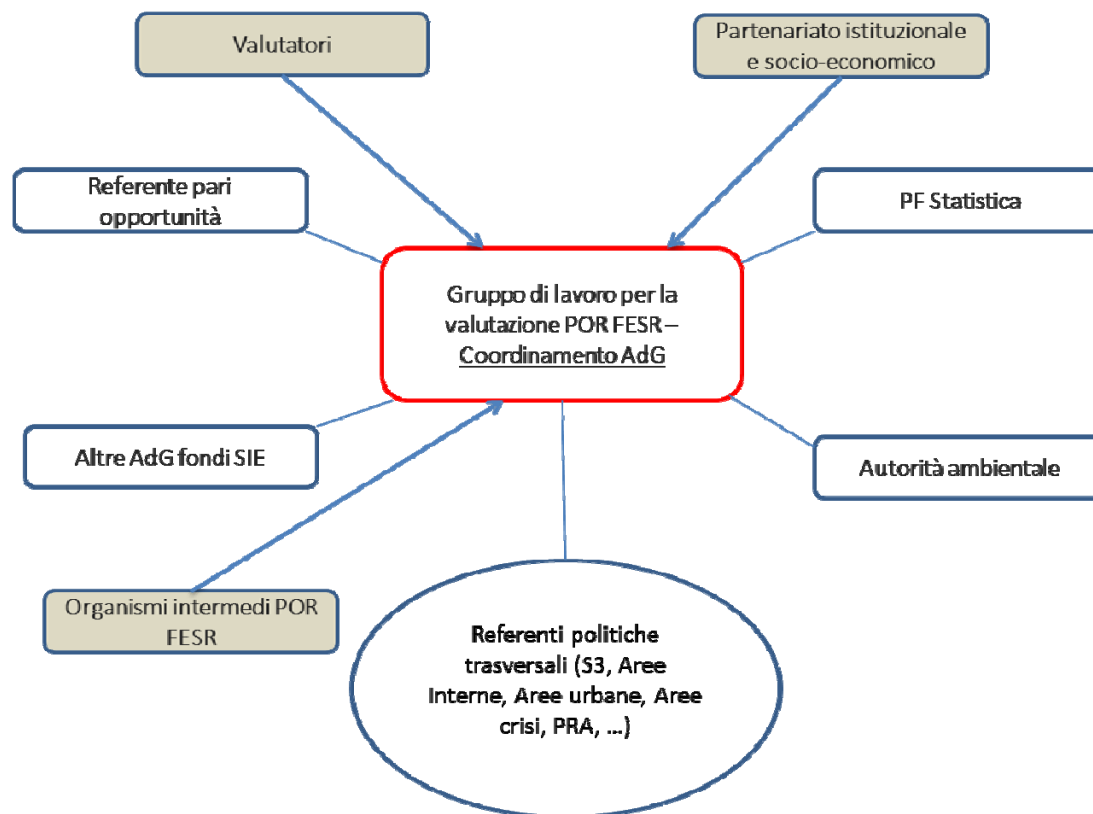 Valutatori
Partenariato istituzionale
e socio-economico
Referente pari
opportunità
PF Statistica
Gruppo di lavoro per la
valutazione POR FESR –
Coordinamento AdG
Altre AdG fondi SIE
Autorità ambientale
Organismi intermedi POR
FESR
Referenti politiche
trasversali (S3, Aree
Interne, Aree urbane, Aree
crisi, PRA, ...)